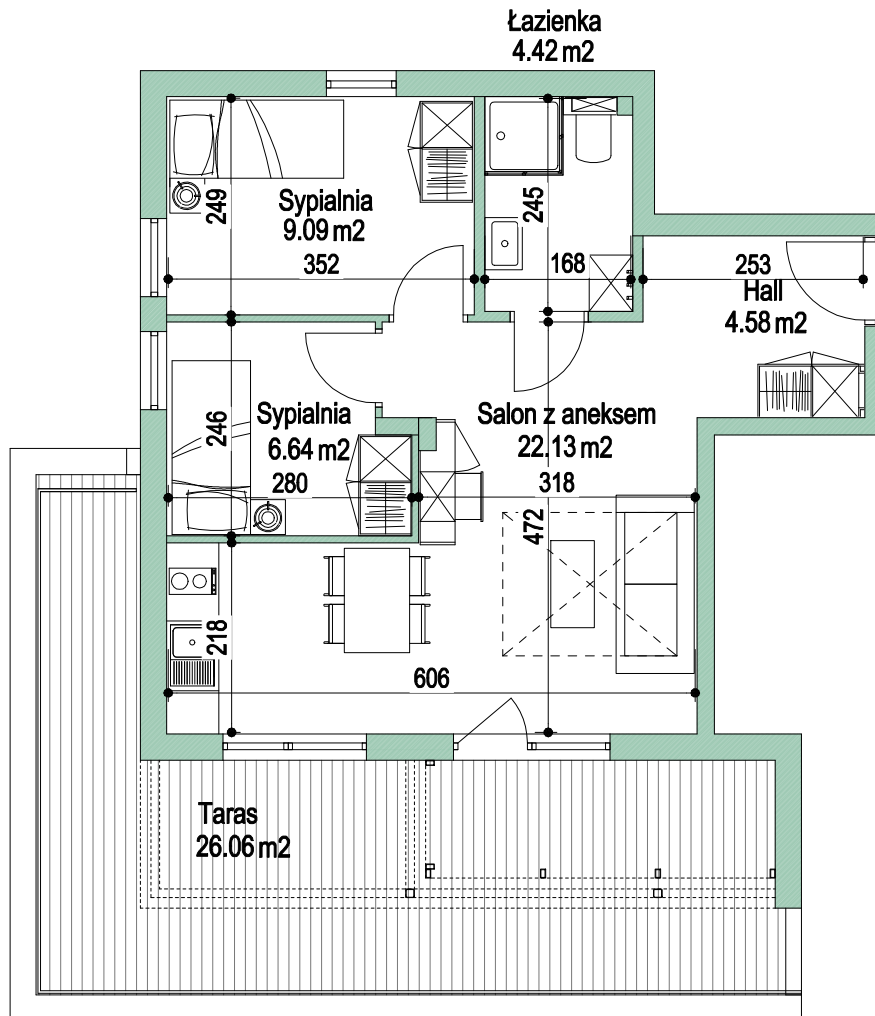 Łazienka
4.42 m2
249
Sypialnia
9.09 m2
352
245
168
253
Hall
4.58 m2
246
Sypialnia
6.64 m2
280
Salon z aneksem
22.13 m2
318
472
218
606
Taras
26.06 m2